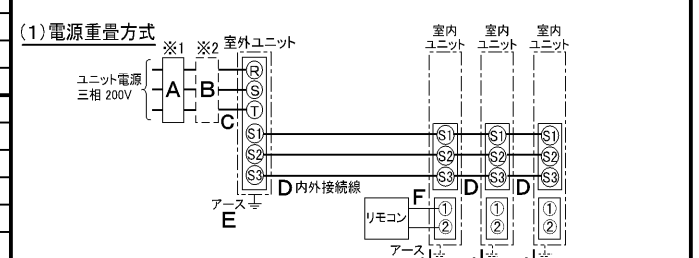 (1)電源重畳方式
※1 ※2 室外ユニット
室内ユニット 室内ユニット 室内ユニット
ユニット電源
三相 200V
A B C
R
S
T
S1 S1 S1 S1
S2 S2 S2 S2
S3 S3 S3 S3
D 内外接続線 D D
アース
E
F
リモコン
① ① ①
② ② ②
アース